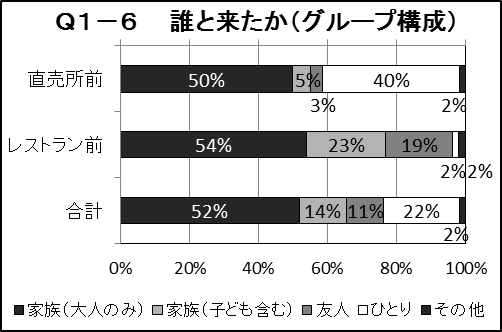 Q1－6　誰と来たか（グループ構成）
直売所前
50%
5%
3%
40%
2%
レストラン前
54%
23%
19%
2%
2%
合計
52%
14%
11%
22%
2%
0%　20%　40%　60%　80%　100%
■家族（大人のみ）　■家族（子ども含む）　■友人　□ひとり　■その他